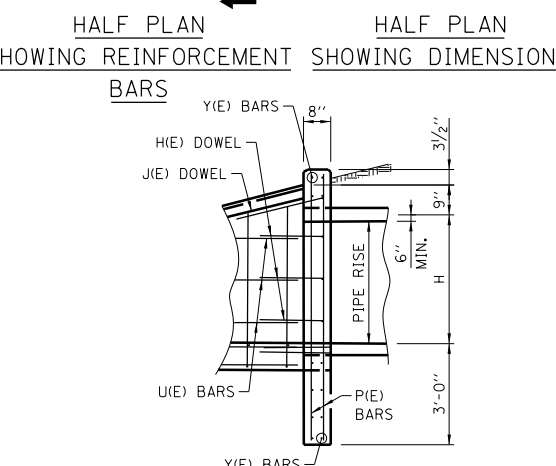 HALF PLAN
HOWING REINFORCEMENT
BARS
HALF PLAN
SHOWING DIMENSION
Y(E) BARS
8''
H(E) DOWEL
J(E) DOWEL
3½''
9''
6''
MIN.
H
PIPE RISE
U(E) BARS
P(E)
BARS
3'-0''
Y(E) BARS